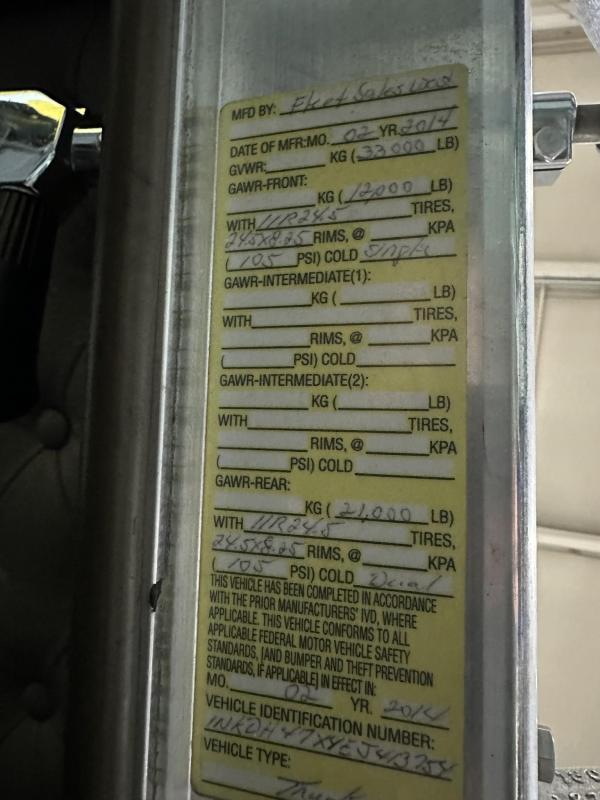 MFD BY: Fleet Sales West
DATE OF MFR: MO. 02 YR. 2014
GVWR: KG ( 33000 LB)
GAWR-FRONT:
KG ( 12,000 LB)
WITH 11R24.5 TIRES,
24.5x8.25 RIMS, @ KPA
( 105 PSI) COLD Single
GAWR-INTERMEDIATE(1):
KG ( LB)
WITH TIRES,
RIMS, @ KPA
( PSI) COLD
GAWR-INTERMEDIATE(2):
KG ( LB)
WITH TIRES,
RIMS, @ KPA
( PSI) COLD
GAWR-REAR:
KG ( 21,000 LB)
WITH 11R24.5 TIRES,
24.5x8.25 RIMS, @ KPA
( 105 PSI) COLD Dual
THIS VEHICLE HAS BEEN COMPLETED IN ACCORDANCE
WITH THE PRIOR MANUFACTURERS' IVD, WHERE
APPLICABLE. THIS VEHICLE CONFORMS TO ALL
APPLICABLE FEDERAL MOTOR VEHICLE SAFETY
STANDARDS, [AND BUMPER AND THEFT PREVENTION
STANDARDS, IF APPLICABLE] IN EFFECT IN:
MO. 02 YR. 2014
VEHICLE IDENTIFICATION NUMBER:
1NKDH47X4EJ413754
VEHICLE TYPE:
Truck